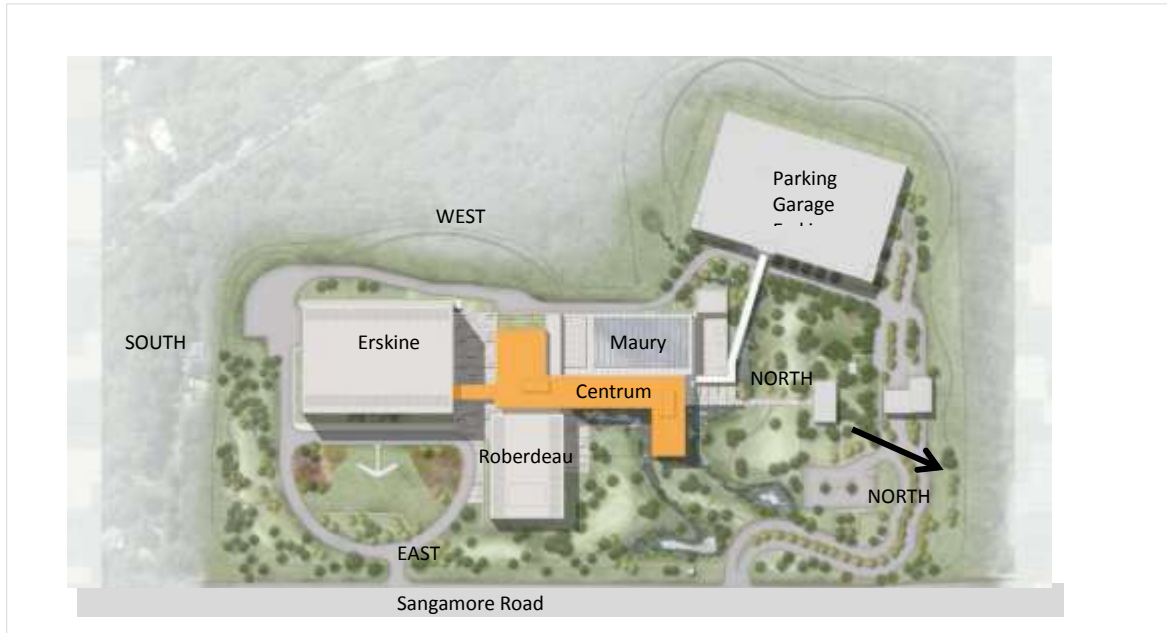 Parking
Garage
WEST
SOUTH
Erskine
Maury
NORTH
Centrum
Roberdeau
NORTH
EAST
Sangamore Road